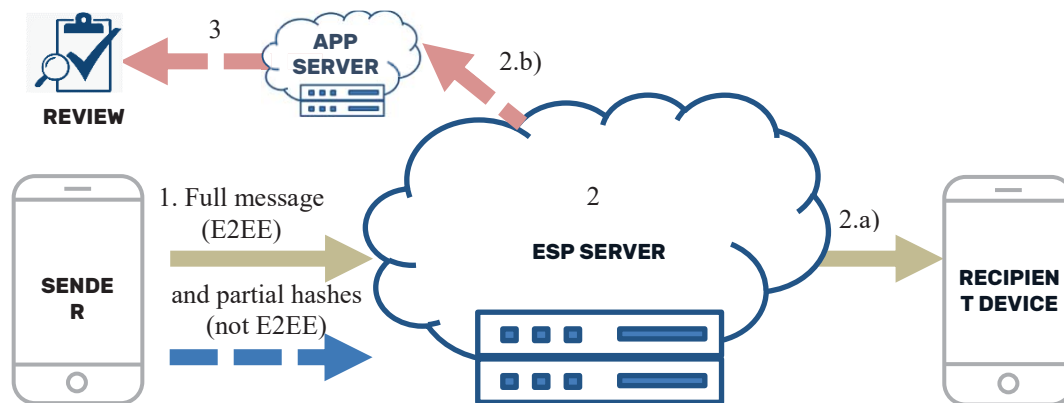 3
APP
SERVER
2.b)
REVIEW
1. Full message
(E2EE)
2
2.a)
ESP SERVER
SENDE
R
RECIPIEN
T DEVICE
and partial hashes
(not E2EE)